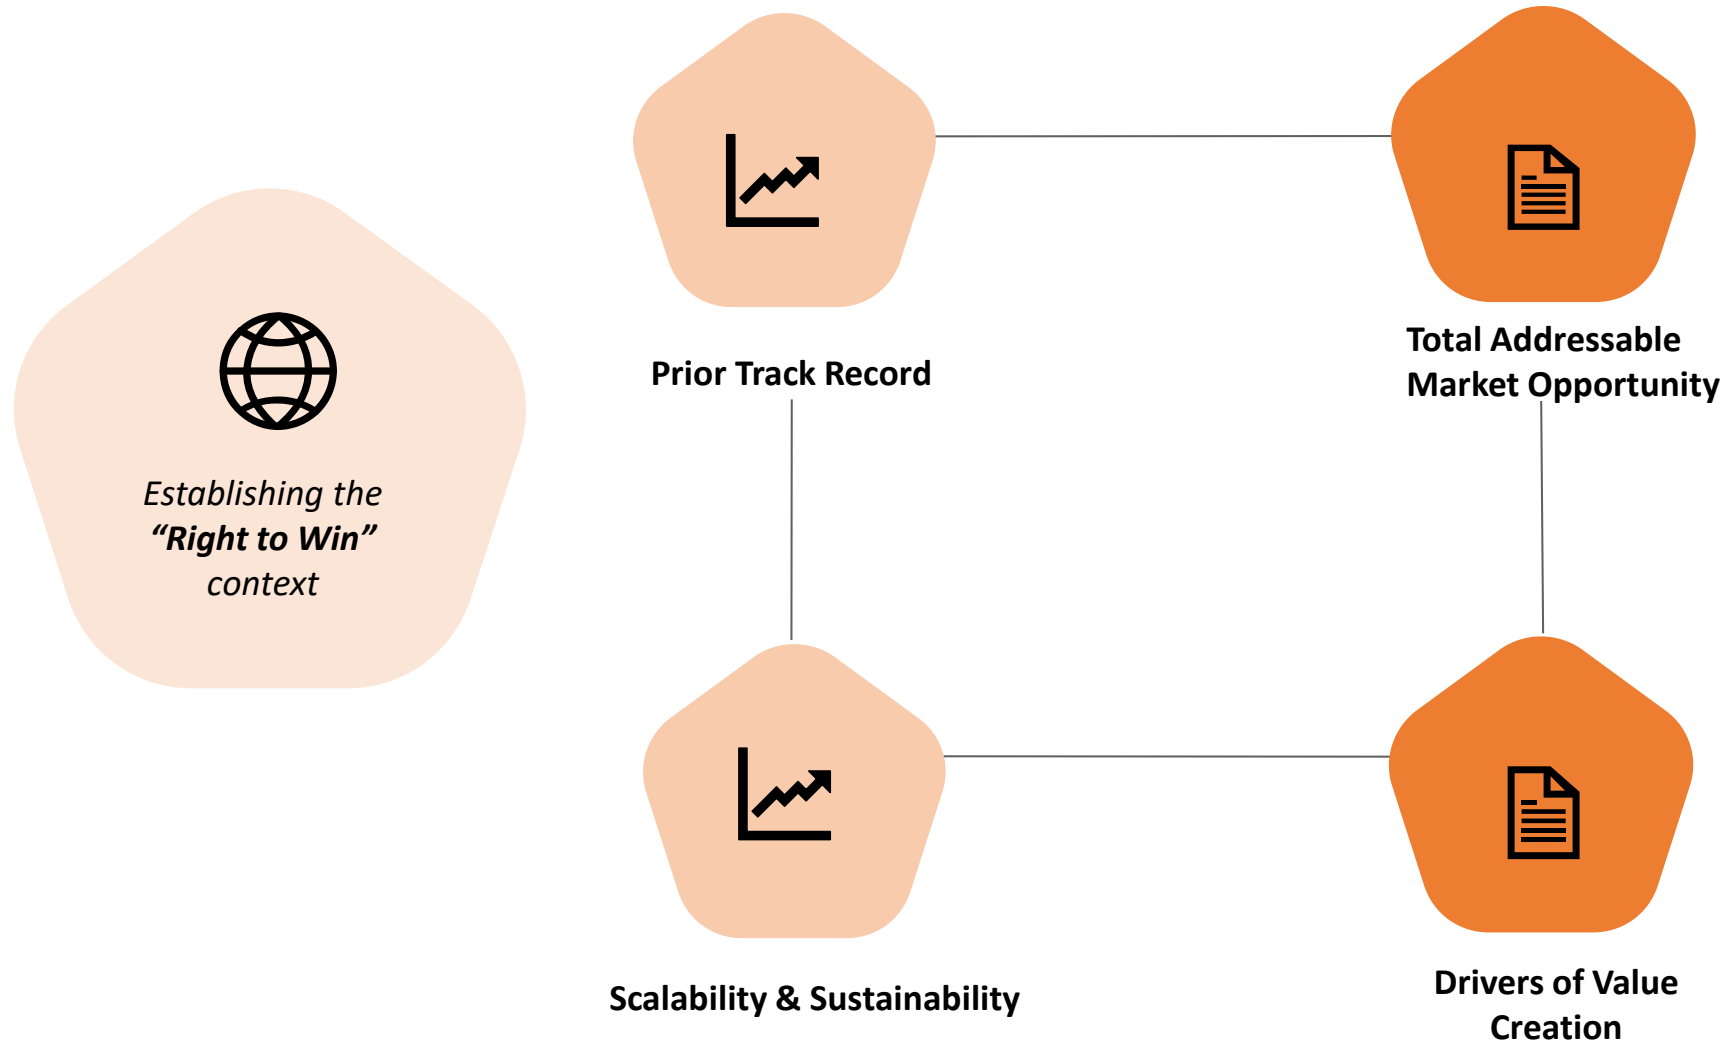 Establishing the
“Right to Win”
context
Prior Track Record
Total Addressable
Market Opportunity
Scalability & Sustainability
Drivers of Value
Creation